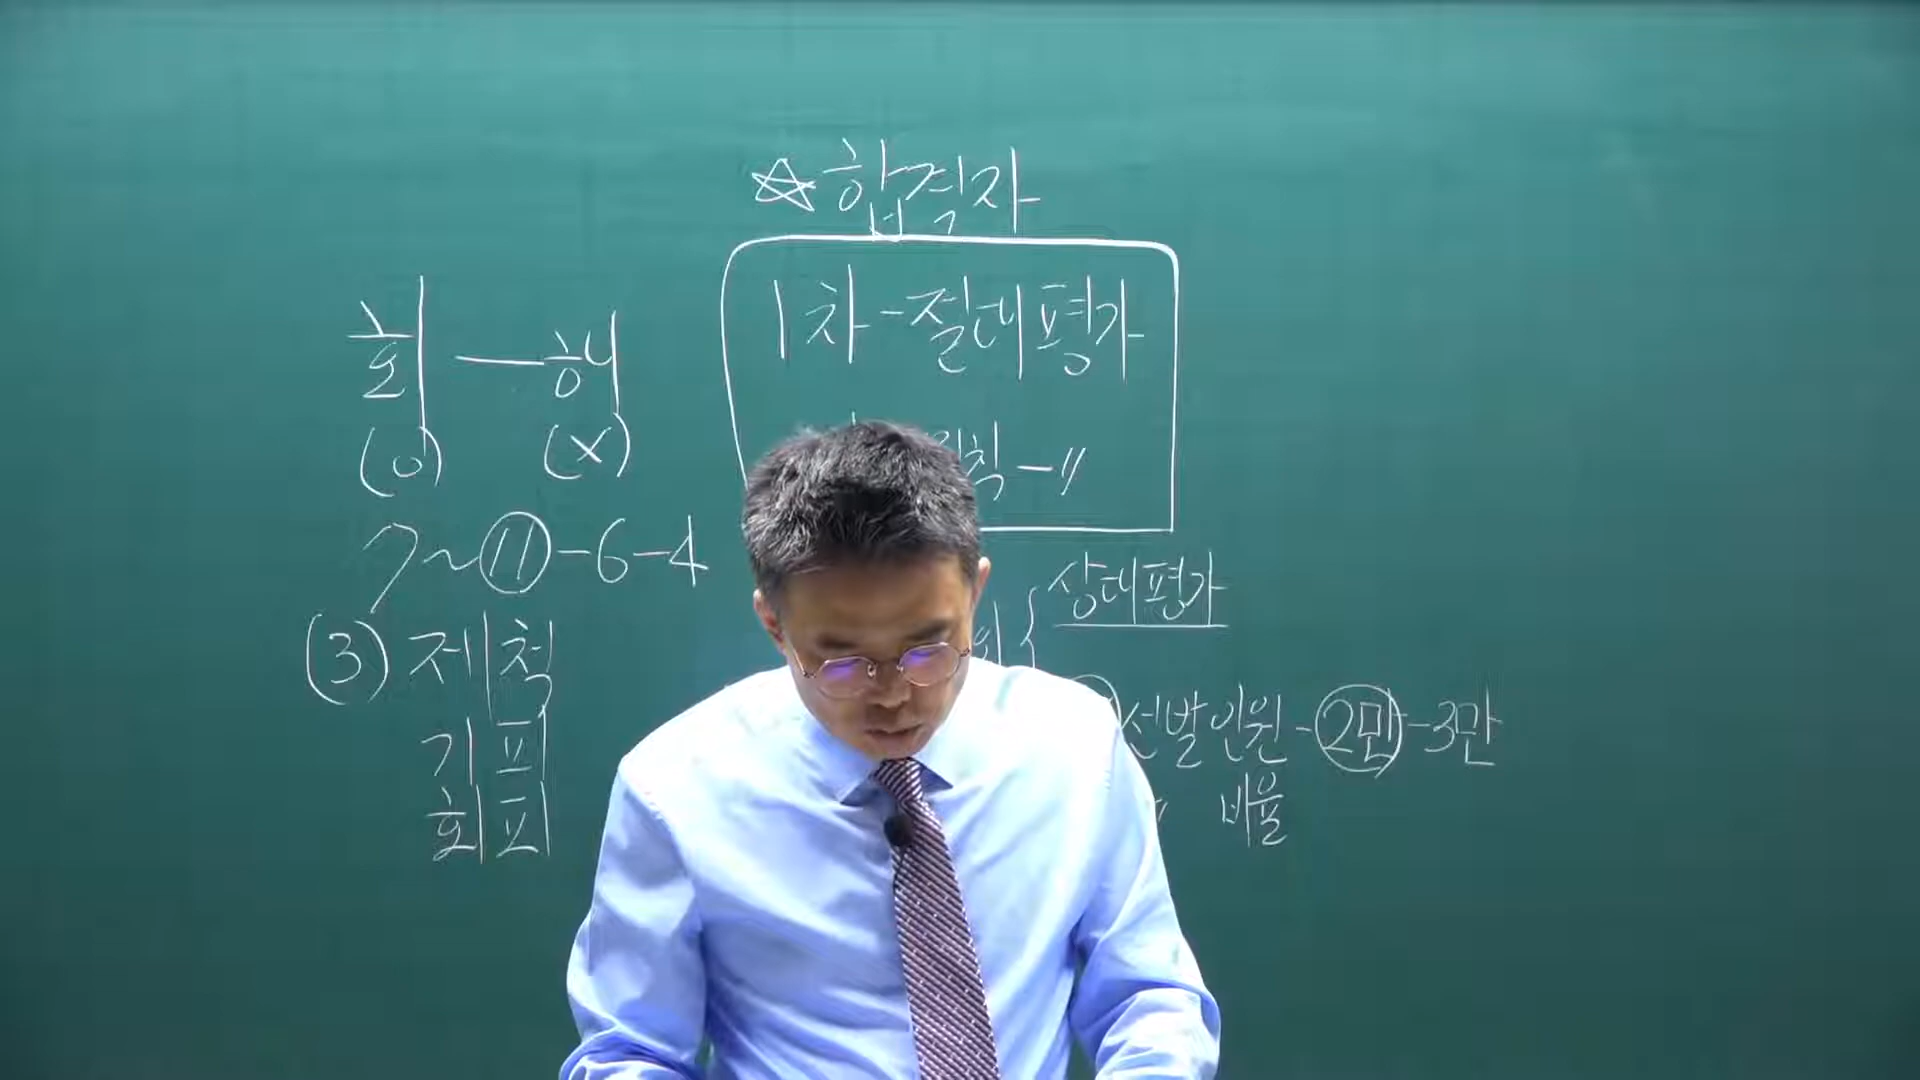 ☆합격자
1차-절대평가
칙-〃
회 — 해
(O) (X)
7~⑪-6-4
(3) 제척
기피
회피
상대평가
선발인원-2만-3만
〃 비율